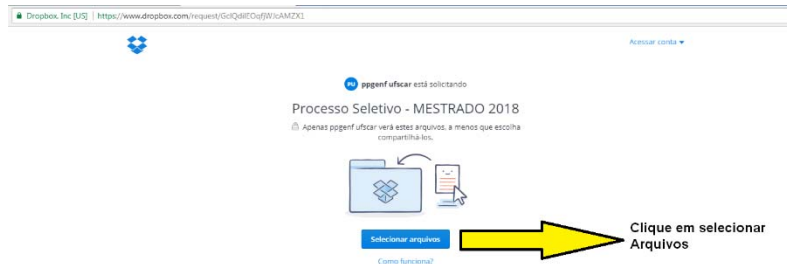 Dropbox, Inc [US] | https://www.dropbox.com/request/
Acessar conta
PU ppgenf ufscar está solicitando
Processo Seletivo - MESTRADO 2018
Apenas ppgenf ufscar verá estes arquivos, a menos que escolha
compartilhá-los.
Selecionar arquivos
Clique em selecionar
Arquivos
Como funciona?